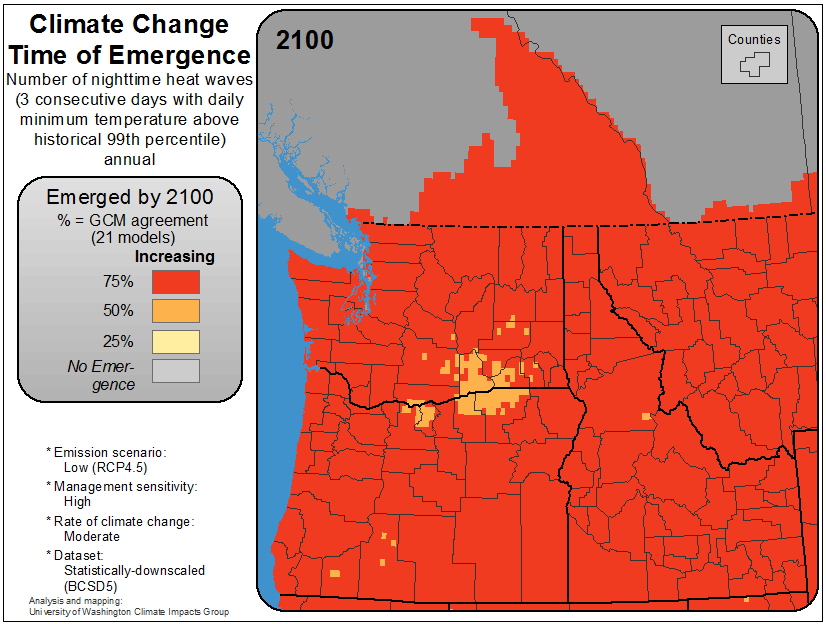 Climate Change
Time of Emergence
Number of nighttime heat waves
(3 consecutive days with daily
minimum temperature above
historical 99th percentile)
annual
Emerged by 2100
% = GCM agreement
(21 models)
Increasing
75%
50%
25%
No Emer-
gence
* Emission scenario:
Low (RCP4.5)
* Management sensitivity:
High
* Rate of climate change:
Moderate
* Dataset:
Statistically-downscaled
(BCSD5)
Analysis and mapping:
University of Washington Climate Impacts Group
2100
Counties